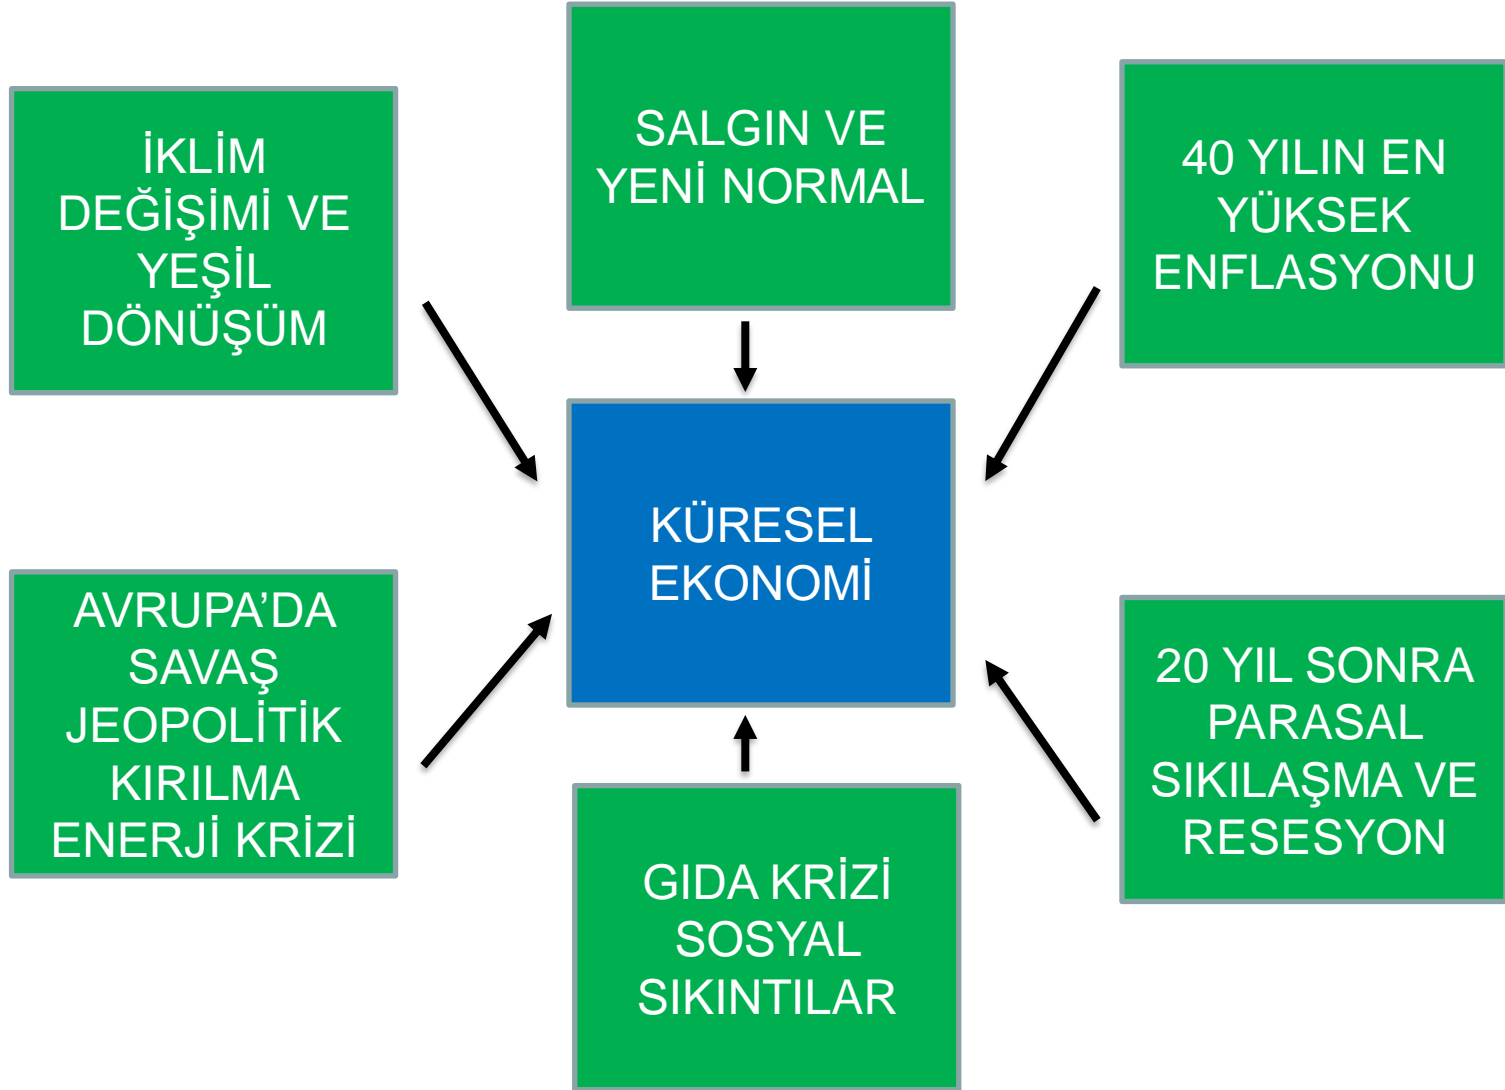 İKLİM
DEĞİŞİMİ VE
YEŞİL
DÖNÜŞÜM
SALGIN VE
YENİ NORMAL
40 YILIN EN
YÜKSEK
ENFLASYONU
KÜRESEL
EKONOMİ
AVRUPA’DA
SAVAŞ
JEOPOLİTİK
KIRILMA
ENERJİ KRİZİ
GIDA KRİZİ
SOSYAL
SIKINTILAR
20 YIL SONRA
PARASAL
SIKILAŞMA VE
RESESYON